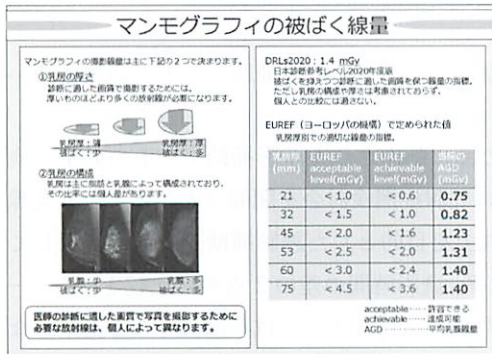 マンモグラフィの被ばく線量
マンモグラフィの撮影線量は主に下記の2つで決まります。
①乳房の厚さ
診断に適した画質で撮影するためには、
厚いものほどより多くの放射線が必要になります。
乳房厚：薄
被ばく：少
乳房厚：厚
被ばく：多
②乳房の構成
乳房は主に脂肪と乳腺によって構成されており、
その比率には個人差があります。
乳腺：少
被ばく：少
乳腺：多
被ばく：多
医師の診断に適した画質で写真を撮影するために
必要な放射線は、個人によって異なります。
DRLs2020：1.4 mGy
日本診断参考レベル2020年度版
被ばくを抑えつつ診断に適した画質を保つ線量の指標。
ただし乳房の構成や厚さは考慮されておらず、
個人との比較には適さない。
EUREF（ヨーロッパの機構）で定められた値
乳房厚別での適切な線量の指標。
乳房厚 (mm) EUREF acceptable level(mGy) EUREF achievable level(mGy) 当院の AGD (mGy)
21 < 1.0 < 0.6 0.75
32 < 1.5 < 1.0 0.82
45 < 2.0 < 1.6 1.23
53 < 2.5 < 2.0 1.31
60 < 3.0 < 2.4 1.40
75 < 4.5 < 3.6 1.40
acceptable……許容できる
achievable……達成可能
AGD……………平均乳腺線量